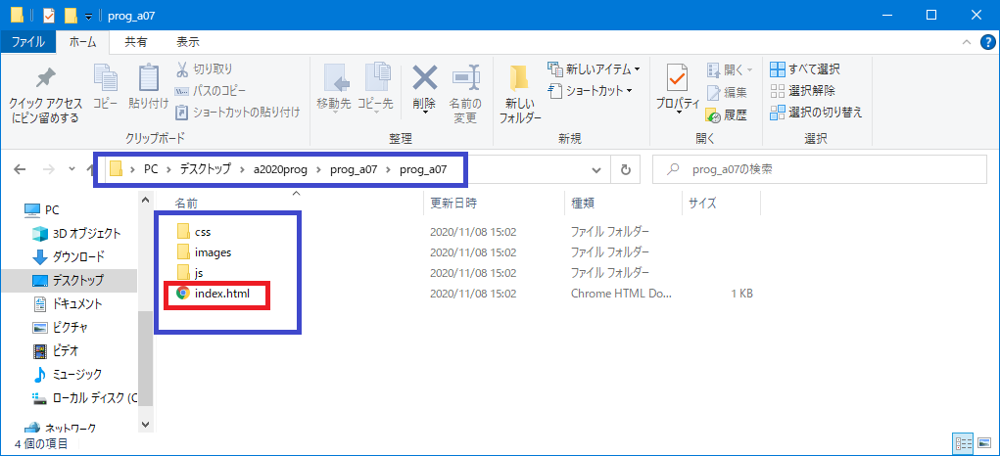 prog_a07
ファイル ホーム 共有 表示
クイック アクセスにピン留めする
コピー
貼り付け
切り取り
パスのコピー
ショートカットの貼り付け
クリップボード
移動先
コピー先
削除
名前の変更
整理
新しいフォルダー
新しいアイテム
ショートカット
新規
プロパティ
開く
編集
履歴
開く
すべて選択
選択解除
選択の切り替え
選択
PC デスクトップ a2020prog prog_a07 prog_a07
prog_a07の検索
PC
3D オブジェクト
ダウンロード
デスクトップ
ドキュメント
ピクチャ
ビデオ
ミュージック
ローカル ディスク (C
ネットワーク
名前 更新日時 種類 サイズ
css 2020/11/08 15:02 ファイル フォルダー
images 2020/11/08 15:02 ファイル フォルダー
js 2020/11/08 15:02 ファイル フォルダー
index.html 2020/11/08 15:02 Chrome HTML Do... 1 KB
4 個の項目